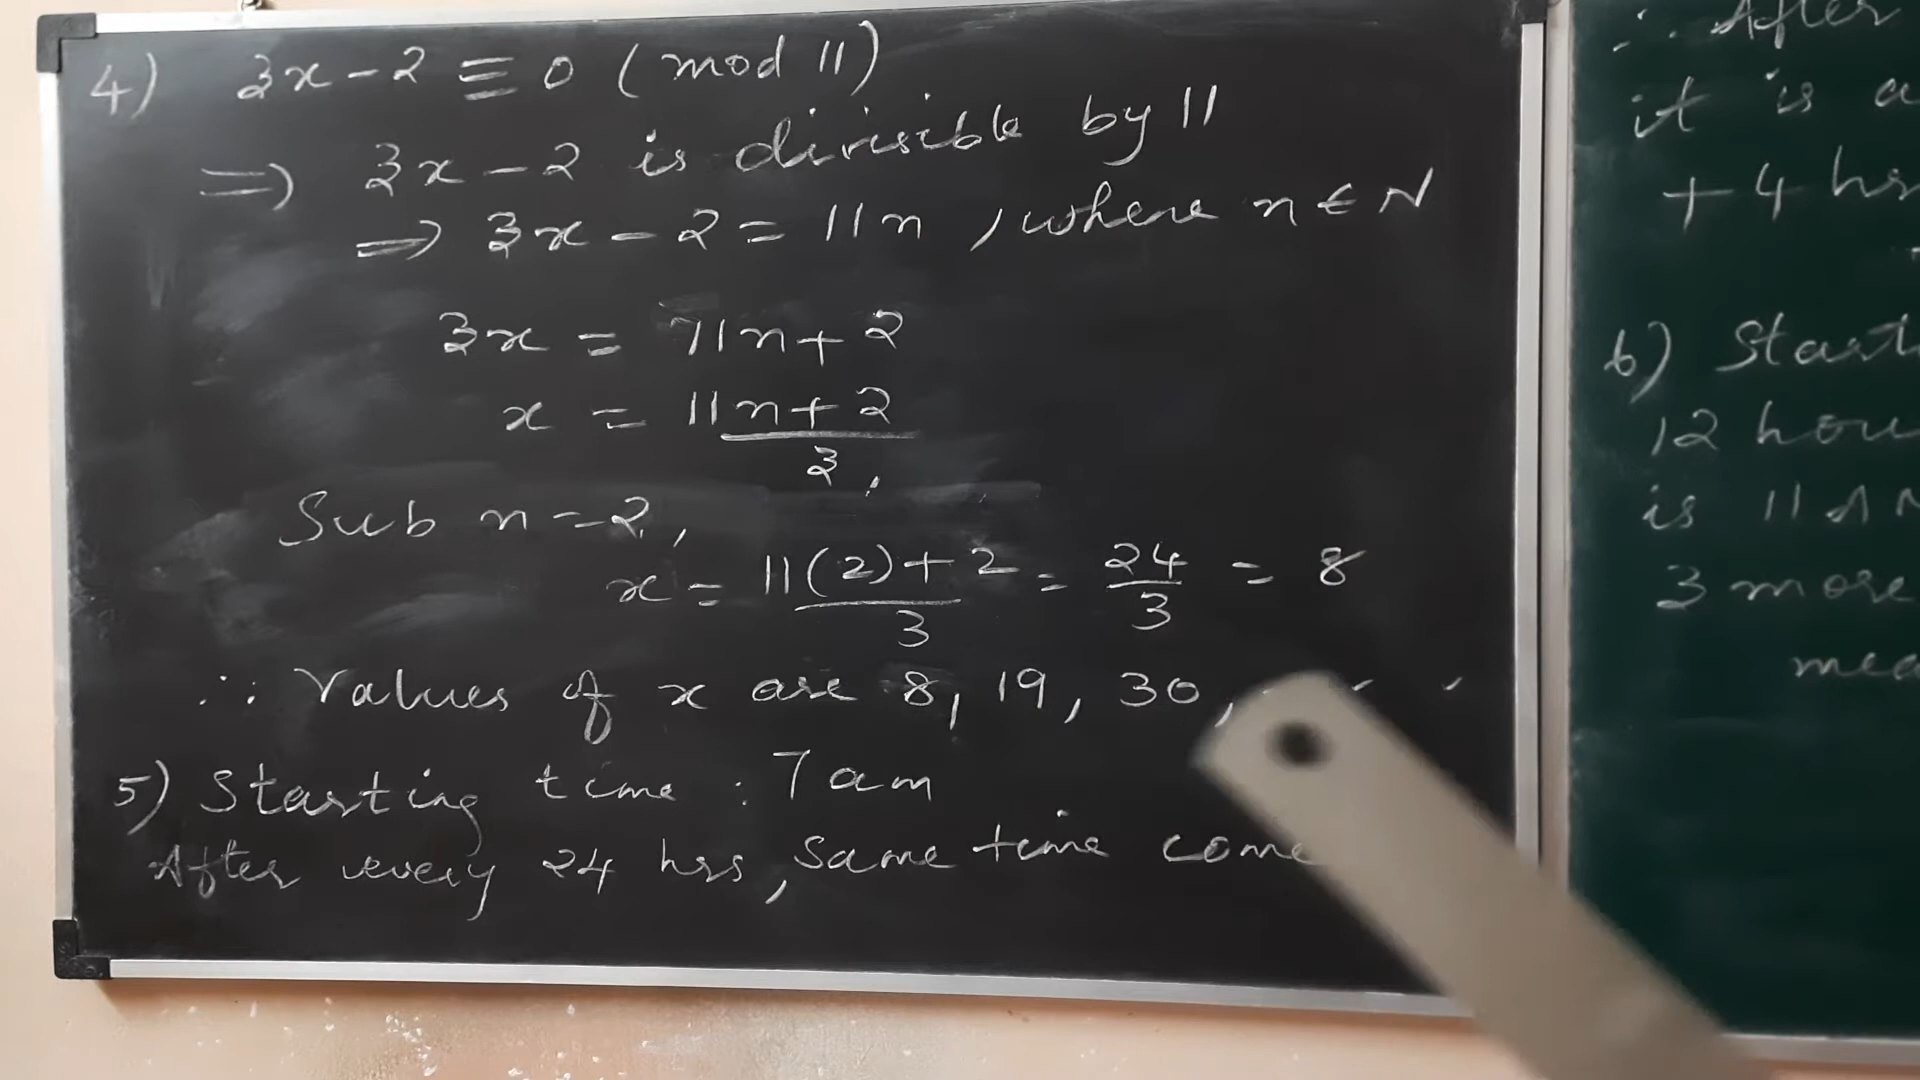 4) 3x - 2 ≡ 0 (mod 11)
⇒ 3x - 2 is divisible by 11
⇒ 3x - 2 = 11n, where n ∈ N
3x = 11n + 2
x = 11n + 2
3,
Sub n = 2,
x = 11(2) + 2 = 24 = 8
3 3
∴ Values of x are 8, 19, 30, . . .
5) Starting time : 7 am
After every 24 hrs, same time come
∴ After
it is a
+ 4 hrs
6)
12
is 11 AM
3 more